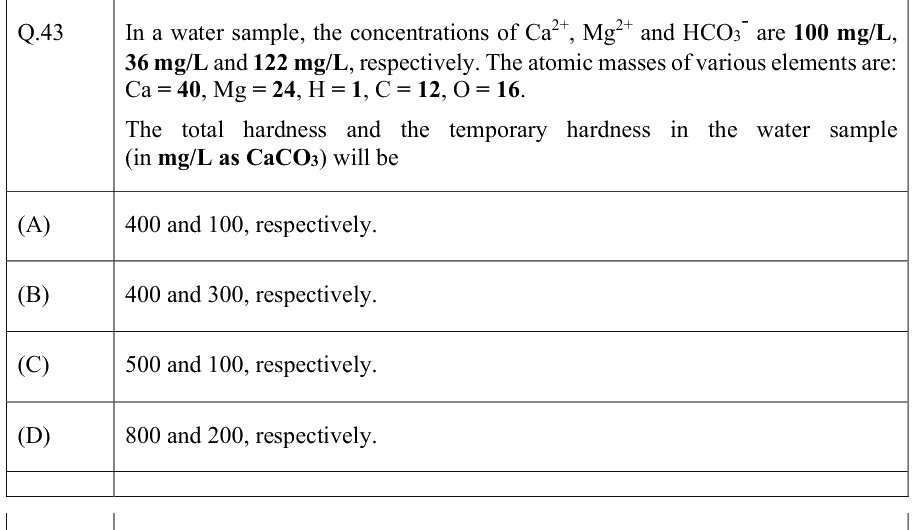 Q.43
In a water sample, the concentrations of Ca²⁺, Mg²⁺ and HCO₃⁻ are 100 mg/L,
36 mg/L and 122 mg/L, respectively. The atomic masses of various elements are:
Ca = 40, Mg = 24, H = 1, C = 12, O = 16.
The total hardness and the temporary hardness in the water sample
(in mg/L as CaCO₃) will be
(A) 400 and 100, respectively.
(B) 400 and 300, respectively.
(C) 500 and 100, respectively.
(D) 800 and 200, respectively.